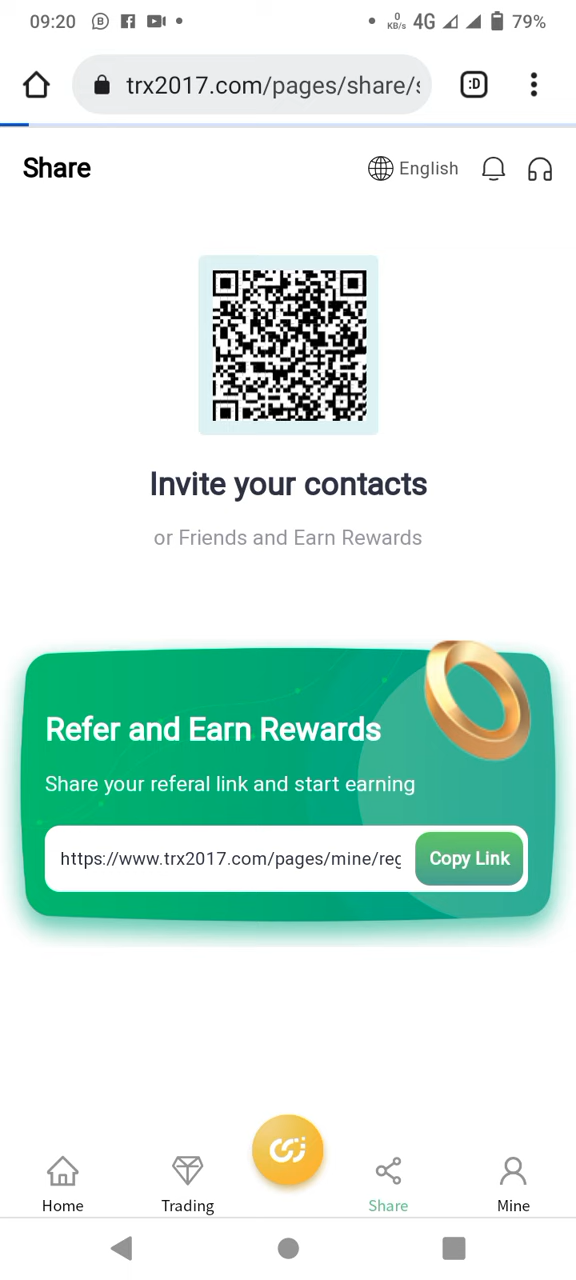 09:20
0 KB/s 4G 79%
trx2017.com/pages/share/
:D
Share
English
Invite your contacts
or Friends and Earn Rewards
Refer and Earn Rewards
Share your referal link and start earning
https://www.trx2017.com/pages/mine/reg
Copy Link
Home
Trading
Share
Mine